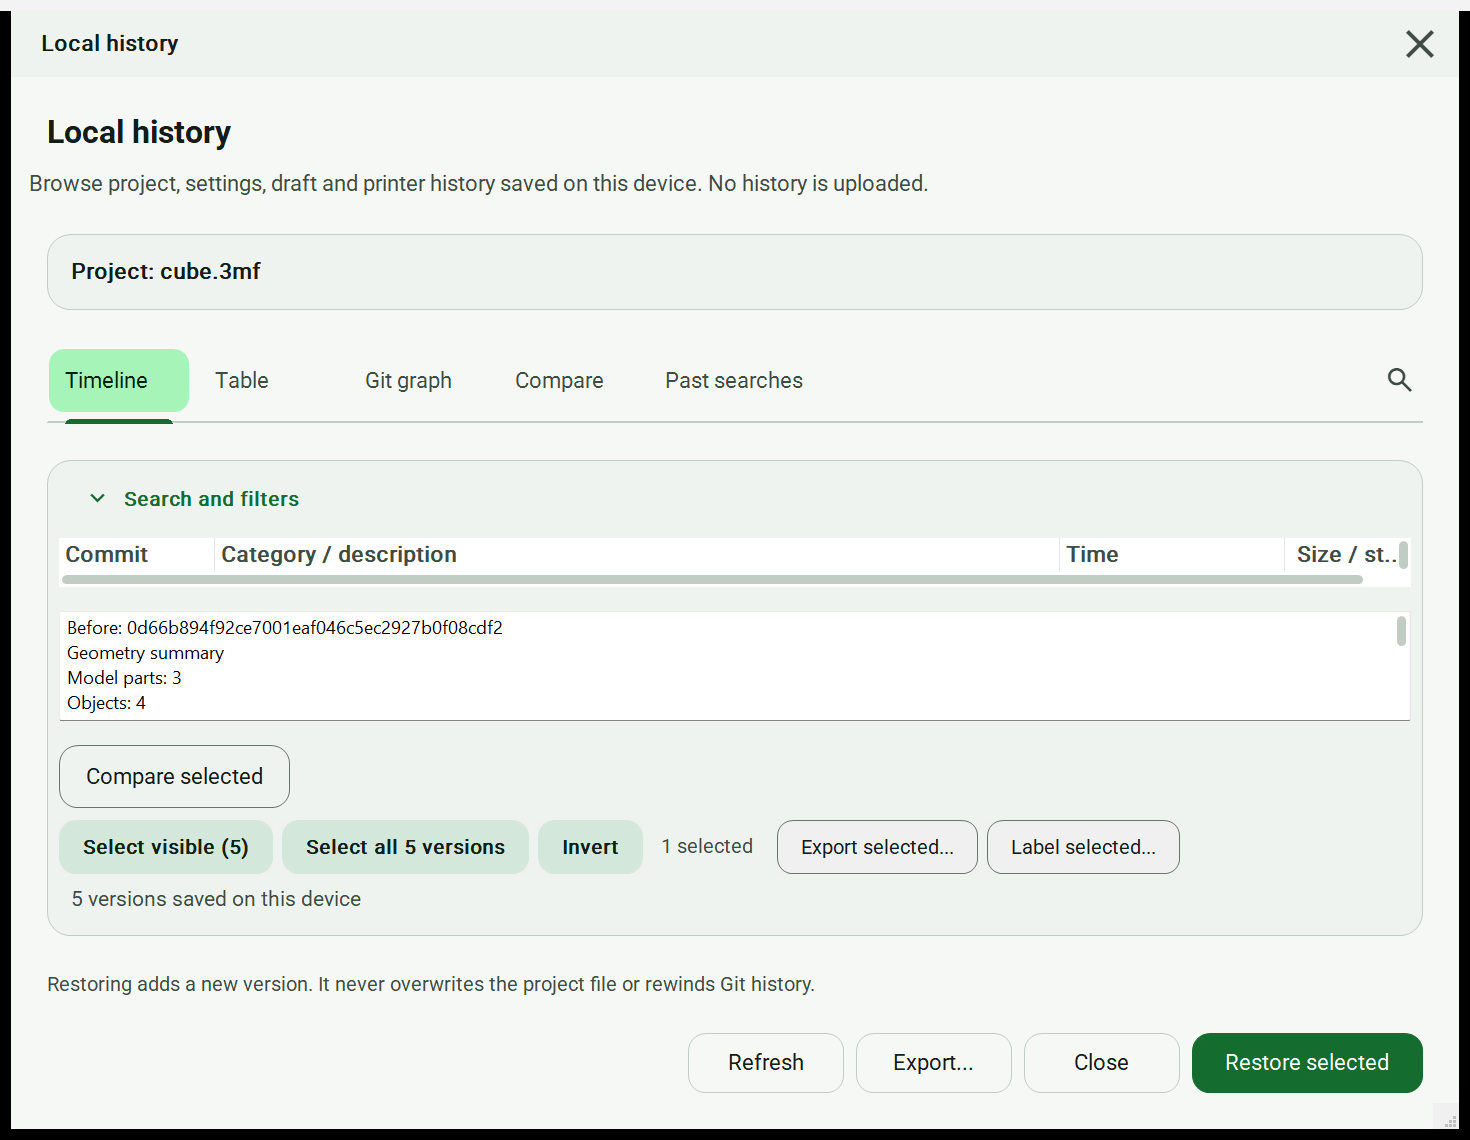 Local history
Local history
Browse project, settings, draft and printer history saved on this device. No history is uploaded.
Project: cube.3mf
Timeline Table Git graph Compare Past searches
Search and filters
Commit Category / description Time Size / st..
Before: 0d66b894f92ce7001eaf046c5ec2927b0f08cdf2
Geometry summary
Model parts: 3
Objects: 4
Compare selected
Select visible (5) Select all 5 versions Invert 1 selected Export selected... Label selected...
5 versions saved on this device
Restoring adds a new version. It never overwrites the project file or rewinds Git history.
Refresh Export... Close Restore selected